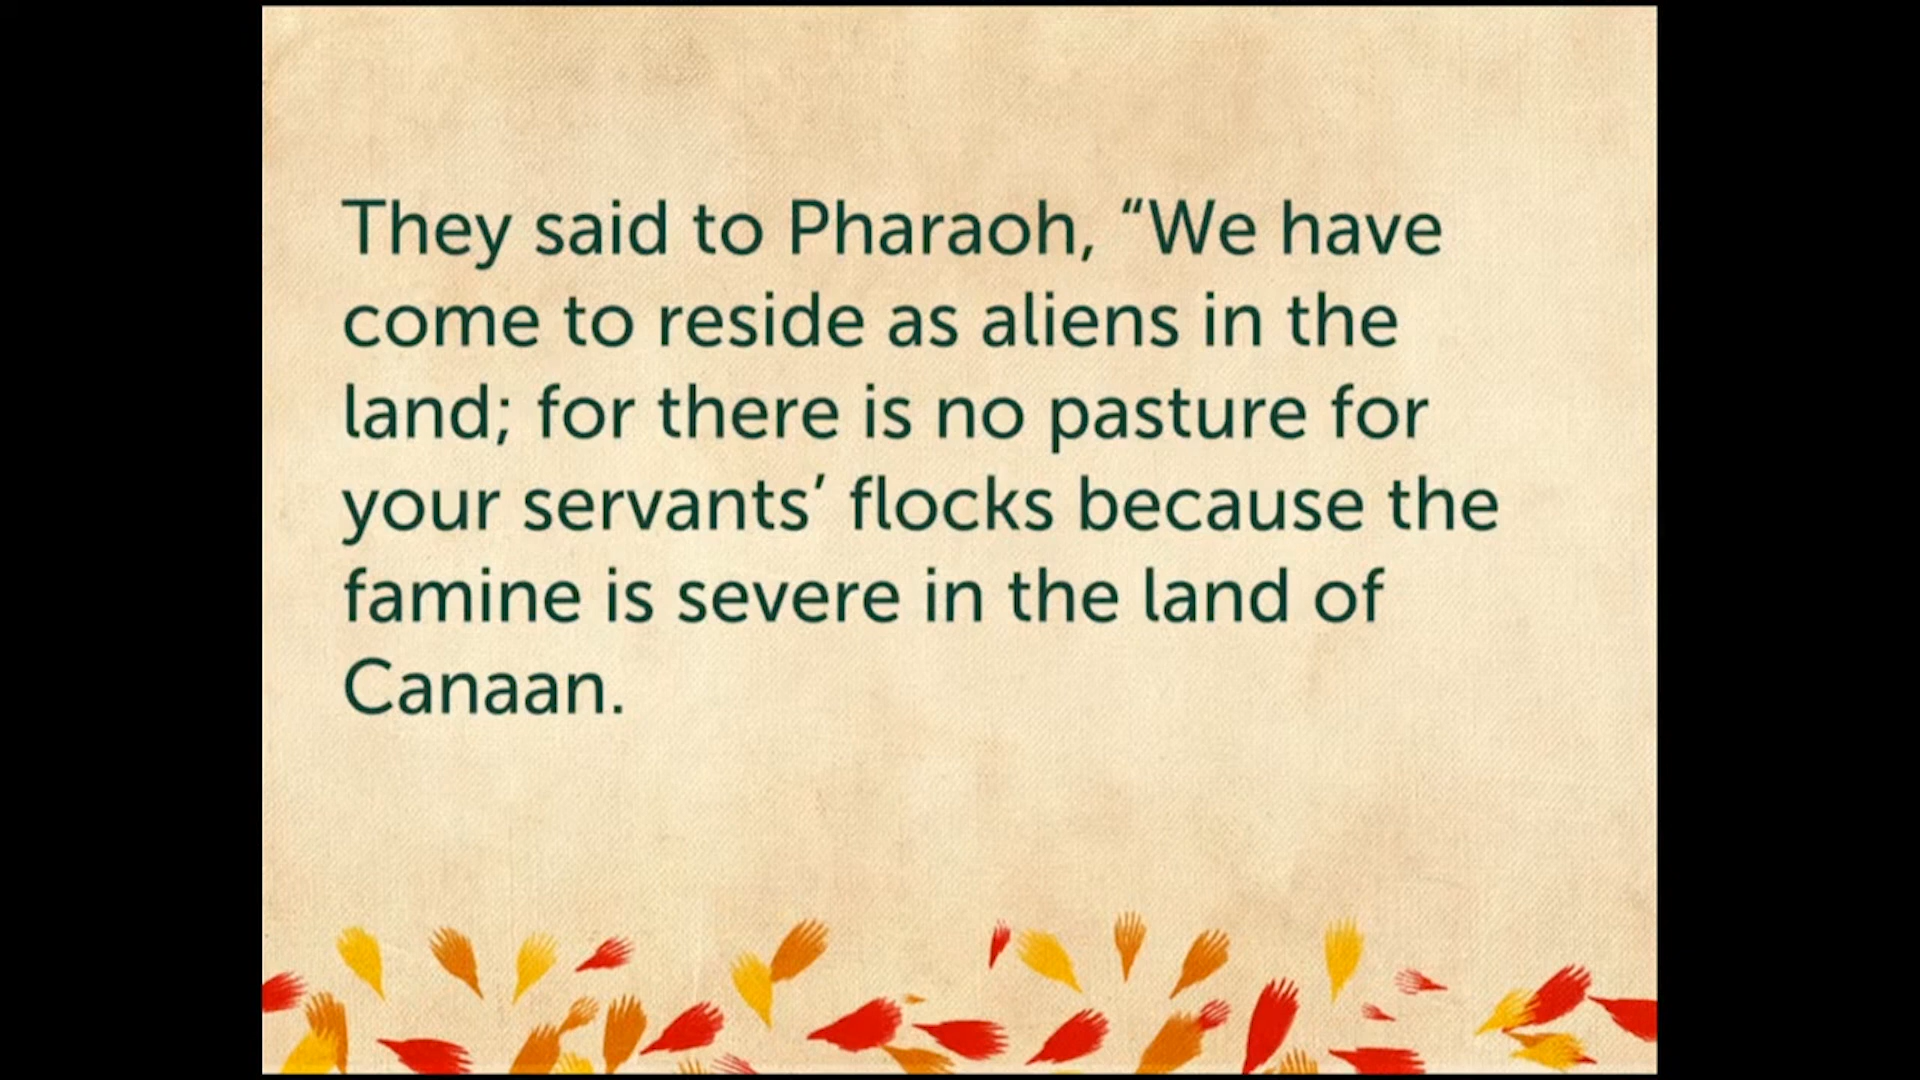 They said to Pharaoh, “We have
come to reside as aliens in the
land; for there is no pasture for
your servants’ flocks because the
famine is severe in the land of
Canaan.